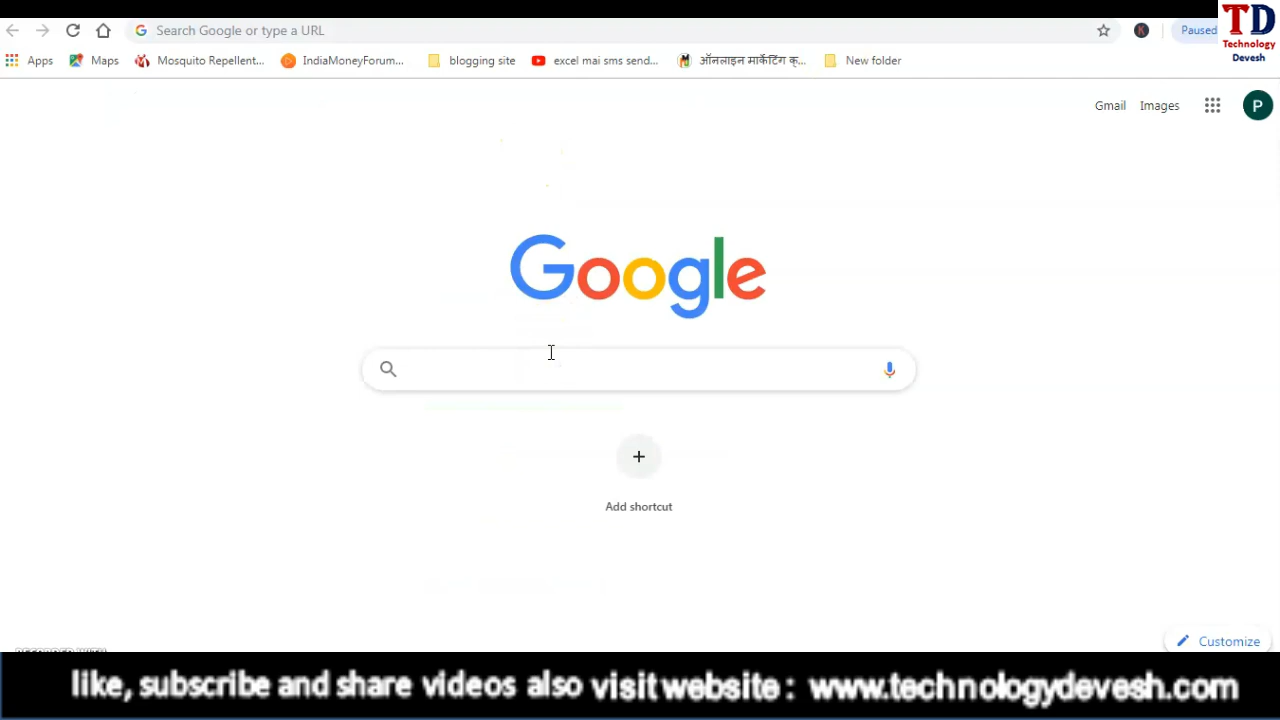 Search Google or type a URL
Paused
TD
Technology
Devesh
Apps
Maps
Mosquito Repellent...
IndiaMoneyForum...
blogging site
excel mai sms send...
ऑनलाइन मार्केटिंग क्...
New folder
Gmail
Images
P
Google
Add shortcut
Customize
like, subscribe and share videos also visit website : www.technologydevesh.com